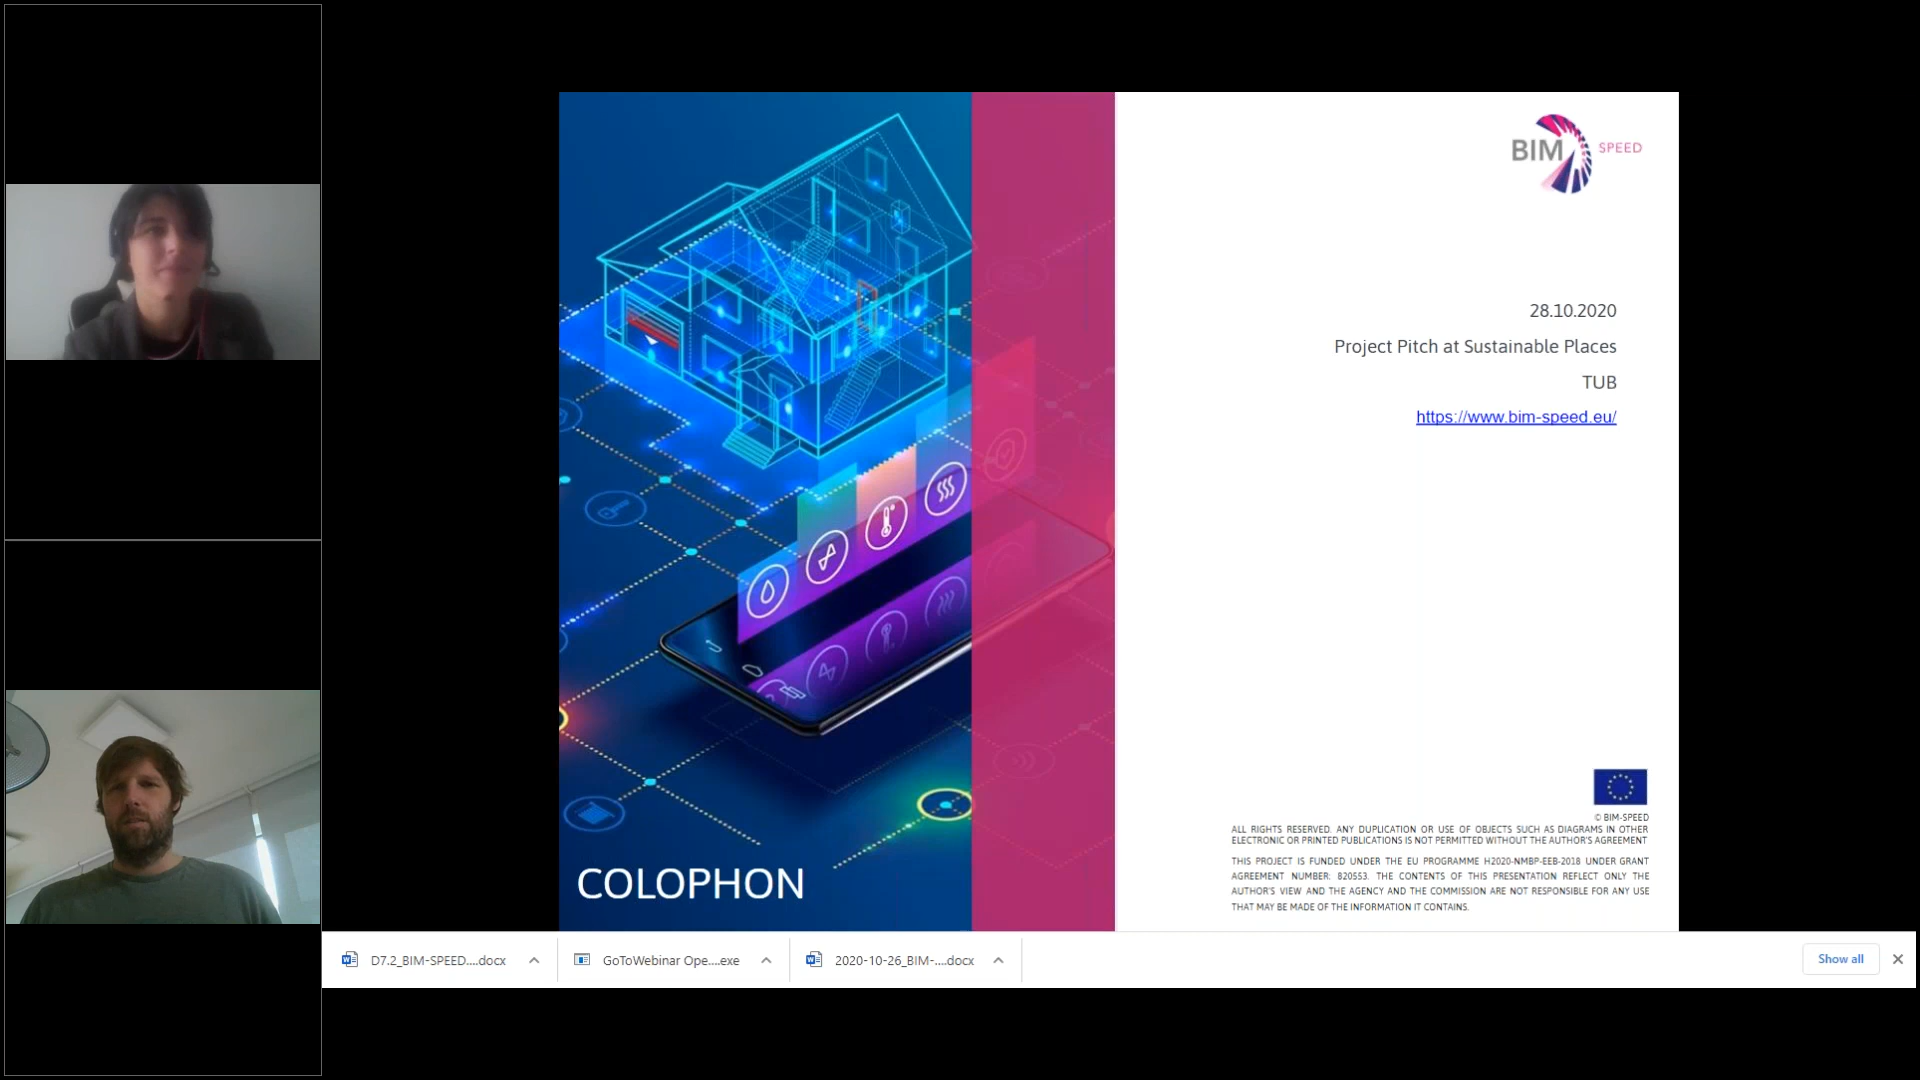 BIM SPEED
28.10.2020
Project Pitch at Sustainable Places
TUB
https://www.bim-speed.eu/
© BIM-SPEED
ALL RIGHTS RESERVED. ANY DUPLICATION OR USE OF OBJECTS SUCH AS DIAGRAMS IN OTHER
ELECTRONIC OR PRINTED PUBLICATIONS IS NOT PERMITTED WITHOUT THE AUTHOR'S AGREEMENT
THIS PROJECT IS FUNDED UNDER THE EU PROGRAMME H2020-NMBP-EEB-2018 UNDER GRANT
AGREEMENT NUMBER: 820553. THE CONTENTS OF THIS PRESENTATION REFLECT ONLY THE
AUTHOR'S VIEW AND THE AGENCY AND THE COMMISSION ARE NOT RESPONSIBLE FOR ANY USE
THAT MAY BE MADE OF THE INFORMATION IT CONTAINS.
COLOPHON
D7.2_BIM-SPEED....docx
GoToWebinar Ope....exe
2020-10-26_BIM-....docx
Show all